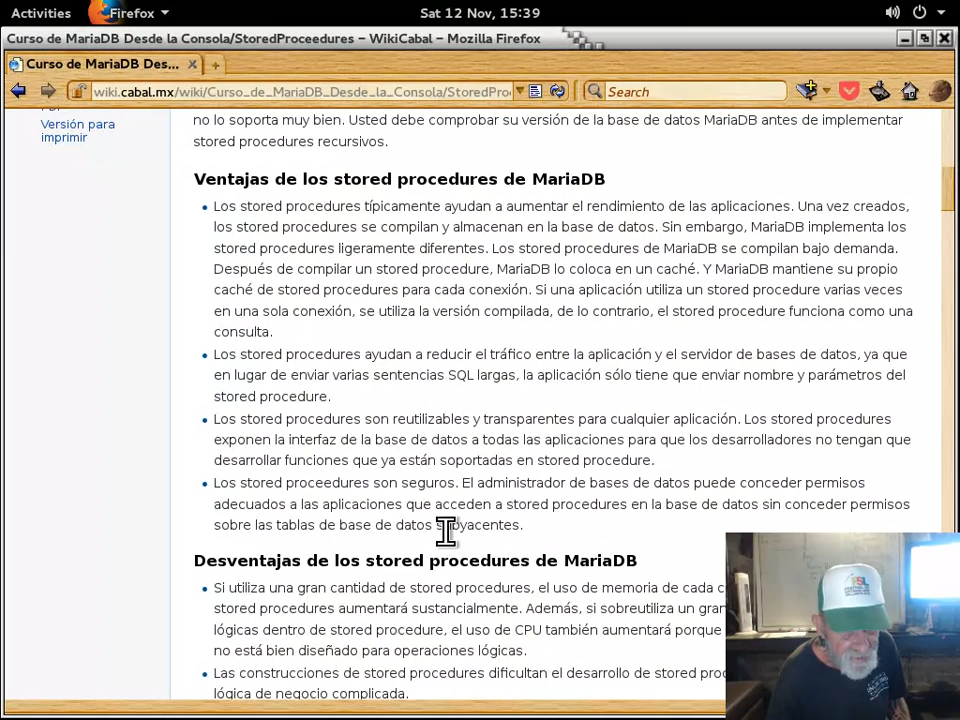 Activities Firefox Sat 12 Nov, 15:39
Curso de MariaDB Desde la Consola/StoredProceedures – WikiCabal – Mozilla Firefox
Curso de MariaDB Des...
wiki.cabal.mx/wiki/Curso_de_MariaDB_Desde_la_Consola/StoredPro Search
Versión para
imprimir
no lo soporta muy bien. Usted debe comprobar su versión de la base de datos MariaDB antes de implementar
stored procedures recursivos.
Ventajas de los stored procedures de MariaDB
Los stored procedures típicamente ayudan a aumentar el rendimiento de las aplicaciones. Una vez creados,
los stored procedures se compilan y almacenan en la base de datos. Sin embargo, MariaDB implementa los
stored procedures ligeramente diferentes. Los stored procedures de MariaDB se compilan bajo demanda.
Después de compilar un stored procedure, MariaDB lo coloca en un caché. Y MariaDB mantiene su propio
caché de stored procedures para cada conexión. Si una aplicación utiliza un stored procedure varias veces
en una sola conexión, se utiliza la versión compilada, de lo contrario, el stored procedure funciona como una
consulta.
Los stored procedures ayudan a reducir el tráfico entre la aplicación y el servidor de bases de datos, ya que
en lugar de enviar varias sentencias SQL largas, la aplicación sólo tiene que enviar nombre y parámetros del
stored procedure.
Los stored procedures son reutilizables y transparentes para cualquier aplicación. Los stored procedures
exponen la interfaz de la base de datos a todas las aplicaciones para que los desarrolladores no tengan que
desarrollar funciones que ya están soportadas en stored procedure.
Los stored proceedures son seguros. El administrador de bases de datos puede conceder permisos
adecuados a las aplicaciones que acceden a stored procedures en la base de datos sin conceder permisos
sobre las tablas de base de datos subyacentes.
Desventajas de los stored procedures de MariaDB
Si utiliza una gran cantidad de stored procedures, el uso de memoria de cada c
stored procedures aumentará sustancialmente. Además, si sobreutiliza un gran
lógicas dentro de stored procedure, el uso de CPU también aumentará porque
no está bien diseñado para operaciones lógicas.
Las construcciones de stored procedures dificultan el desarrollo de stored proc
lógica de negocio complicada.